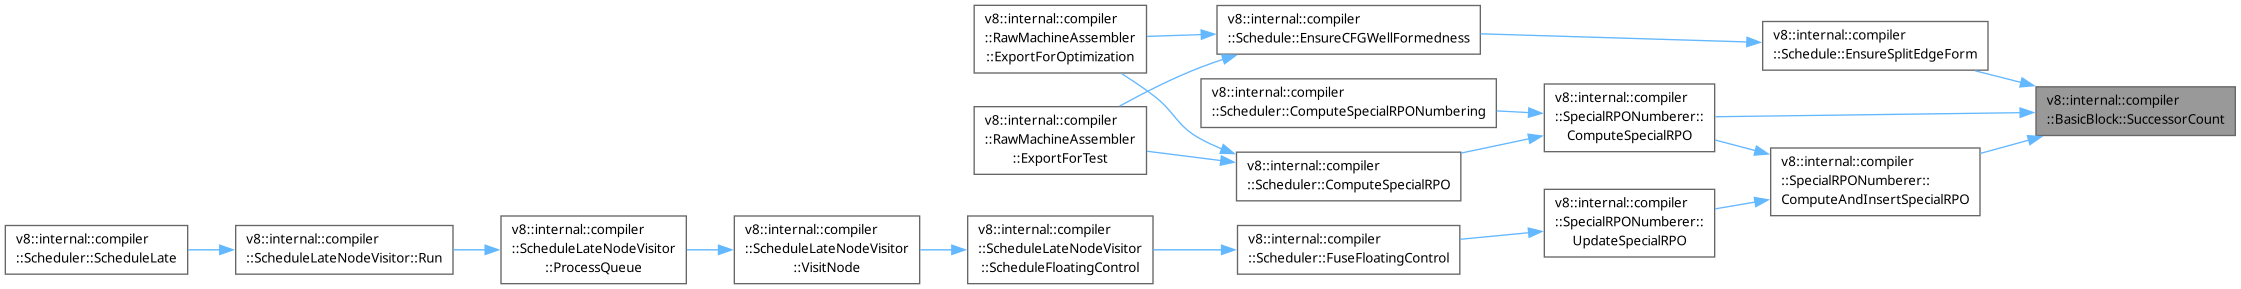 v8::internal::compiler
::RawMachineAssembler
::ExportForOptimization
v8::internal::compiler
::Schedule::EnsureCFGWellFormedness
v8::internal::compiler
::Schedule::EnsureSplitEdgeForm
v8::internal::compiler
::Scheduler::ComputeSpecialRPONumbering
v8::internal::compiler
::SpecialRPONumberer::
ComputeSpecialRPO
v8::internal::compiler
::BasicBlock::SuccessorCount
v8::internal::compiler
::RawMachineAssembler
::ExportForTest
v8::internal::compiler
::Scheduler::ComputeSpecialRPO
v8::internal::compiler
::SpecialRPONumberer::
ComputeAndInsertSpecialRPO
v8::internal::compiler
::SpecialRPONumberer::
UpdateSpecialRPO
v8::internal::compiler
::Scheduler::ScheduleLate
v8::internal::compiler
::ScheduleLateNodeVisitor::Run
v8::internal::compiler
::ScheduleLateNodeVisitor
::ProcessQueue
v8::internal::compiler
::ScheduleLateNodeVisitor
::VisitNode
v8::internal::compiler
::ScheduleLateNodeVisitor
::ScheduleFloatingControl
v8::internal::compiler
::Scheduler::FuseFloatingControl